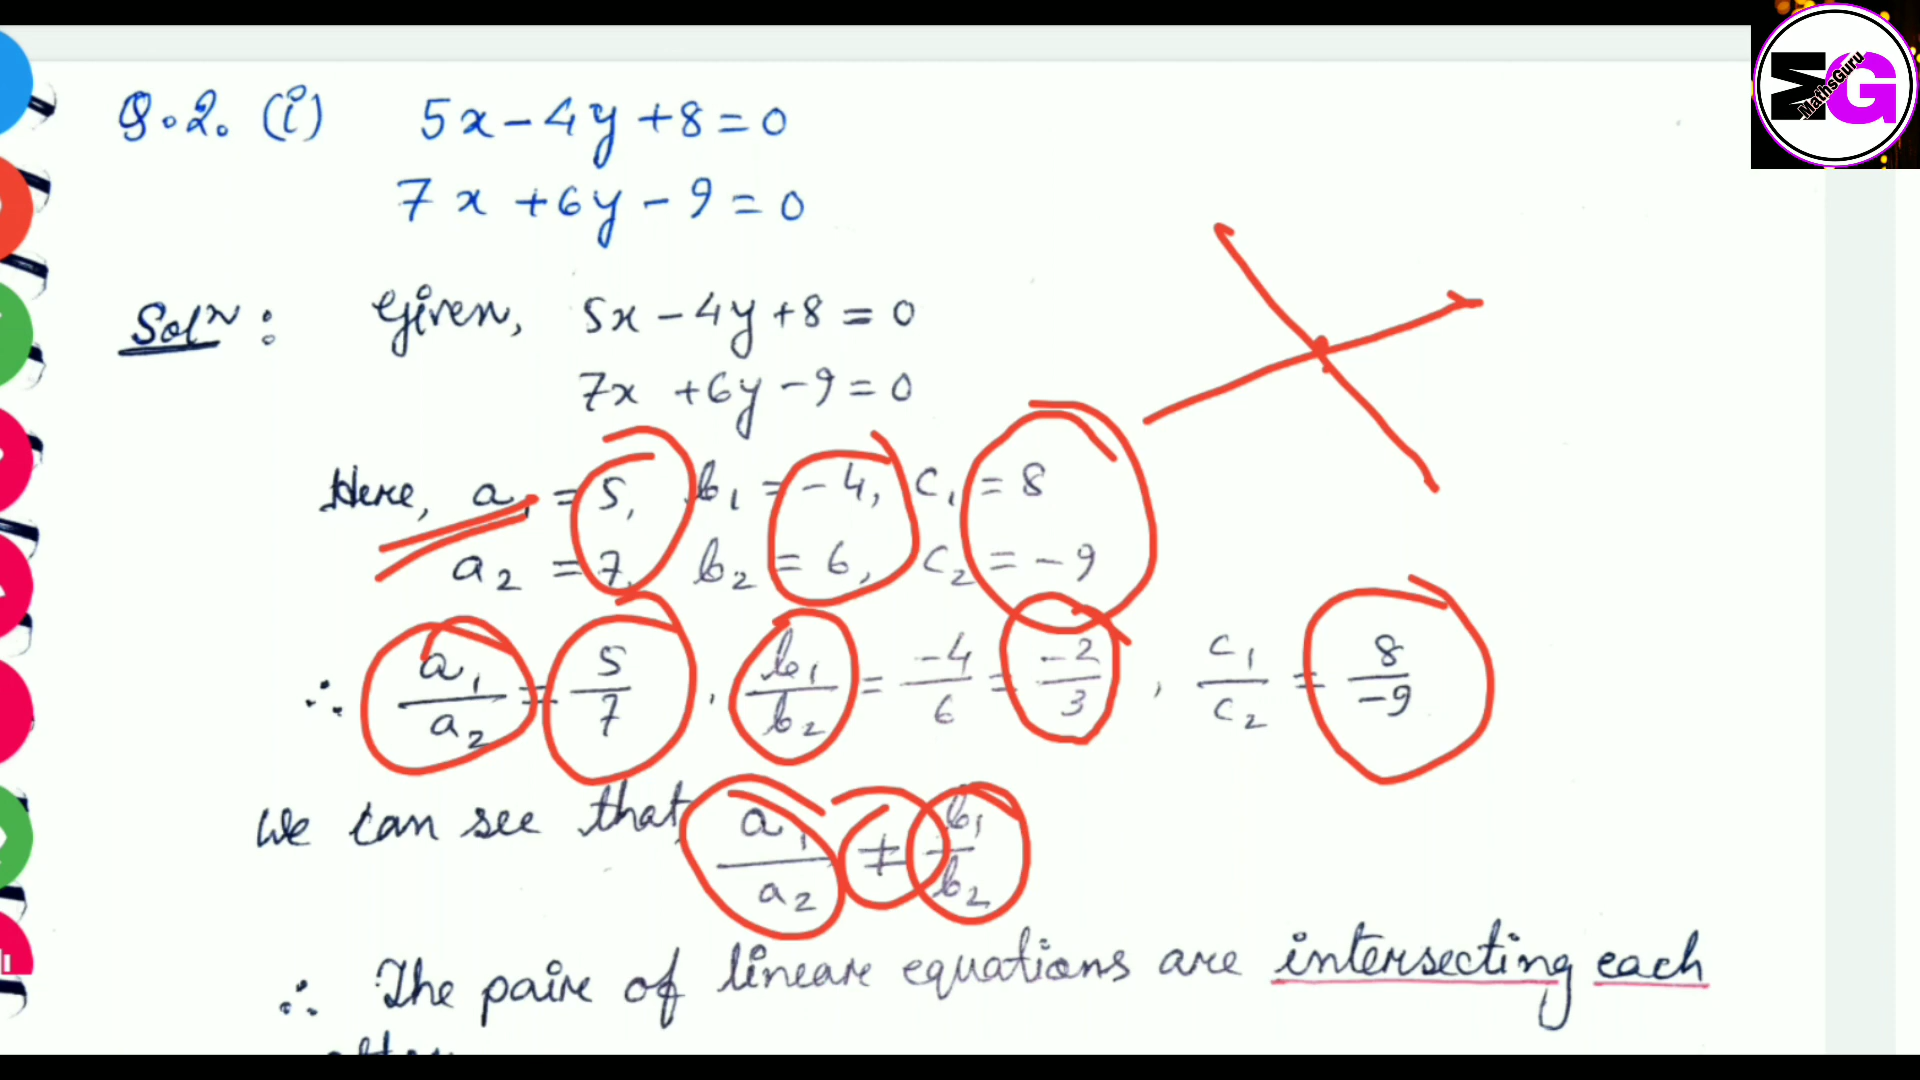 Q.2. (i) 5x - 4y + 8 = 0
7x + 6y - 9 = 0
Solⁿ : Given, 5x - 4y + 8 = 0
7x + 6y - 9 = 0
Here, a₁ = 5, b₁ = -4, c₁ = 8
a₂ = 7, b₂ = 6, c₂ = -9
∴ a₁/a₂ = 5/7, b₁/b₂ = -4/6 = -2/3, c₁/c₂ = 8/-9
We can see that, a₁/a₂ ≠ b₁/b₂
∴ The pair of linear equations are intersecting each
MG
MathsGuru